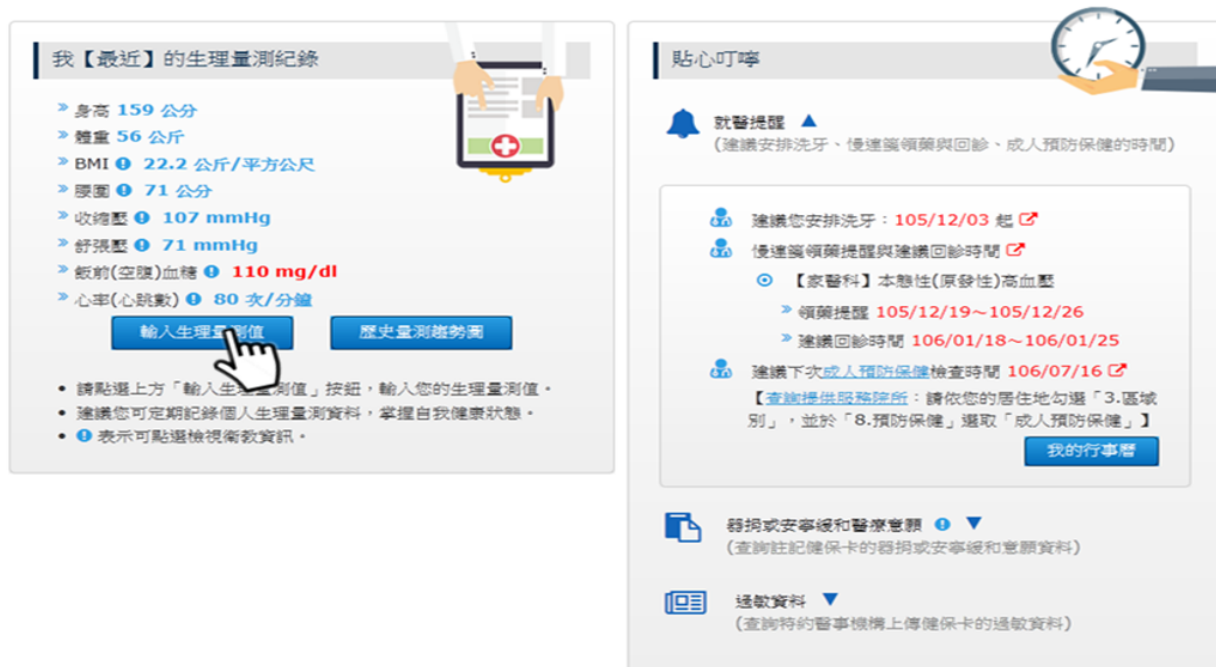 我【最近】的生理量測紀錄
身高 159 公分
體重 56 公斤
BMI 22.2 公斤/平方公尺
腰圍 71 公分
收縮壓 107 mmHg
舒張壓 71 mmHg
飯前(空腹)血糖 110 mg/dl
心率(心跳數) 80 次/分鐘
輸入生理量測值
歷史量測趨勢圖
• 請點選上方「輸入生理量測值」按鈕，輸入您的生理量測值。
• 建議您可定期記錄個人生理量測資料，掌握自我健康狀態。
• 表示可點選檢視衛教資訊。
貼心叮嚀
就醫提醒 ▲
(建議安排洗牙、慢連箋領藥與回診、成人預防保健的時間)
建議您安排洗牙：105/12/03 起
慢連箋領藥提醒與建議回診時間
【家醫科】本態性(原發性)高血壓
領藥提醒 105/12/19~105/12/26
建議回診時間 106/01/18~106/01/25
建議下次成人預防保健檢查時間 106/07/16
【查詢提供服務院所：請依您的居住地勾選「3.區域
別」，並於「8.預防保健」選取「成人預防保健」】
我的行事曆
器捐或安寧緩和醫療意願 ▼
(查詢註記健保卡的器捐或安寧緩和意願資料)
過敏資料 ▼
(查詢特約醫事機構上傳健保卡的過敏資料)